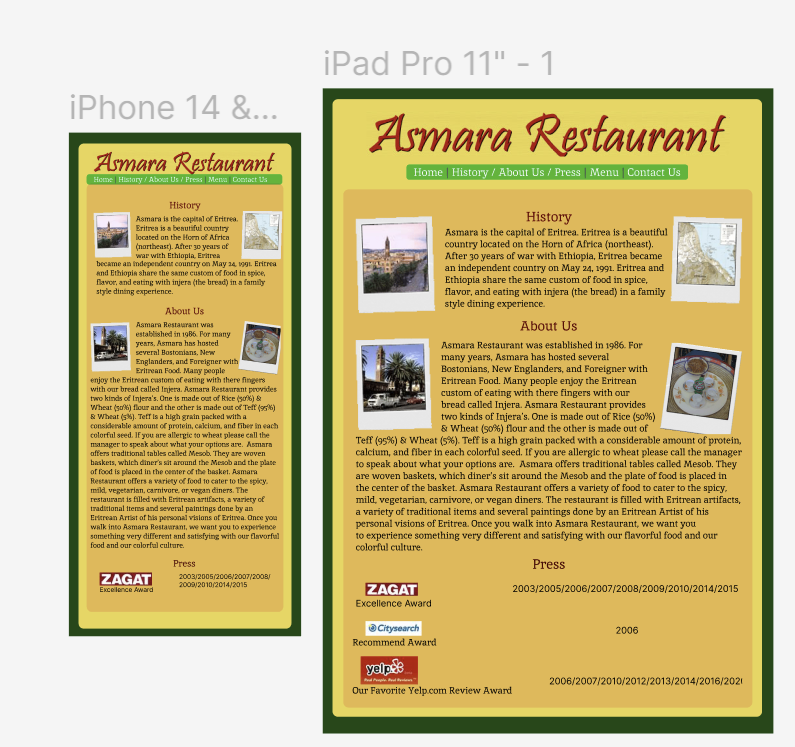 iPhone 14 &...
Asmara Restaurant
Home | History / About Us / Press | Menu | Contact Us
History
Asmara is the capital of Eritrea.
Eritrea is a beautiful country
located on the Horn of Africa
(northeast). After 30 years of
war with Ethiopia, Eritrea
became an independent country on May 24, 1991. Eritrea
and Ethiopia share the same custom of food in spice,
flavor, and eating with injera (the bread) in a family
style dining experience.
About Us
Asmara Restaurant was
established in 1986. For many
years, Asmara has hosted
several Bostonians, New
Englanders, and Foreigner with
Eritrean Food. Many people
enjoy the Eritrean custom of eating with there fingers
with our bread called Injera. Asmara Restaurant provides
two kinds of Injera's. One is made out of Rice (50%) &
Wheat (50%) flour and the other is made out of Teff (95%)
& Wheat (5%). Teff is a high grain packed with a
considerable amount of protein, calcium, and fiber in each
colorful seed. If you are allergic to wheat please call the
manager to speak about what your options are.  Asmara
offers traditional tables called Mesob. They are woven
baskets, which diner's sit around the Mesob and the plate
of food is placed in the center of the basket. Asmara
Restaurant offers a variety of food to cater to the spicy,
mild, vegetarian, carnivore, or vegan diners. The
restaurant is filled with Eritrean artifacts, a variety of
traditional items and several paintings done by an
Eritrean Artist of his personal visions of Eritrea. Once you
walk into Asmara Restaurant, we want you to experience
something very different and satisfying with our flavorful
food and our colorful culture.
Press
ZAGAT
Excellence Award
2003/2005/2006/2007/2008/
2009/2010/2014/2015
iPad Pro 11" - 1
Asmara Restaurant
Home | History / About Us / Press | Menu | Contact Us
History
Asmara is the capital of Eritrea. Eritrea is a beautiful
country located on the Horn of Africa (northeast).
After 30 years of war with Ethiopia, Eritrea became
an independent country on May 24, 1991. Eritrea and
Ethiopia share the same custom of food in spice,
flavor, and eating with injera (the bread) in a family
style dining experience.
About Us
Asmara Restaurant was established in 1986. For
many years, Asmara has hosted several
Bostonians, New Englanders, and Foreigner with
Eritrean Food. Many people enjoy the Eritrean
custom of eating with there fingers with our
bread called Injera. Asmara Restaurant provides
two kinds of Injera's. One is made out of Rice (50%)
& Wheat (50%) flour and the other is made out of
Teff (95%) & Wheat (5%). Teff is a high grain packed with a considerable amount of protein,
calcium, and fiber in each colorful seed. If you are allergic to wheat please call the manager
to speak about what your options are.  Asmara offers traditional tables called Mesob. They
are woven baskets, which diner's sit around the Mesob and the plate of food is placed in
the center of the basket. Asmara Restaurant offers a variety of food to cater to the spicy,
mild, vegetarian, carnivore, or vegan diners. The restaurant is filled with Eritrean artifacts,
a variety of traditional items and several paintings done by an Eritrean Artist of his
personal visions of Eritrea. Once you walk into Asmara Restaurant, we want you
to experience something very different and satisfying with our flavorful food and our
colorful culture.
Press
ZAGAT
Excellence Award
2003/2005/2006/2007/2008/2009/2010/2014/2015
Citysearch
Recommend Award
2006
yelp
Real People. Real Reviews.
Our Favorite Yelp.com Review Award
2006/2007/2010/2012/2013/2014/2016/202